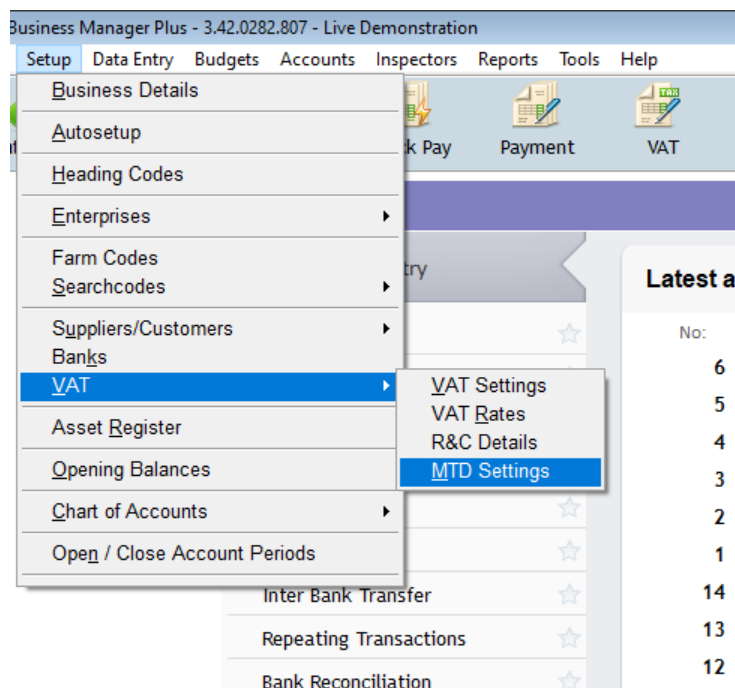 Business Manager Plus - 3.42.0282.807 - Live Demonstration
Setup Data Entry Budgets Accounts Inspectors Reports Tools Help
Business Details
Autosetup
Heading Codes
Enterprises
Farm Codes
Searchcodes
Suppliers/Customers
Banks
VAT
Asset Register
Opening Balances
Chart of Accounts
Open / Close Account Periods
VAT Settings
VAT Rates
R&C Details
MTD Settings
k Pay Payment VAT
try
Latest a
No:
6
5
4
3
2
1
14
13
12
Inter Bank Transfer
Repeating Transactions
Bank Reconciliation